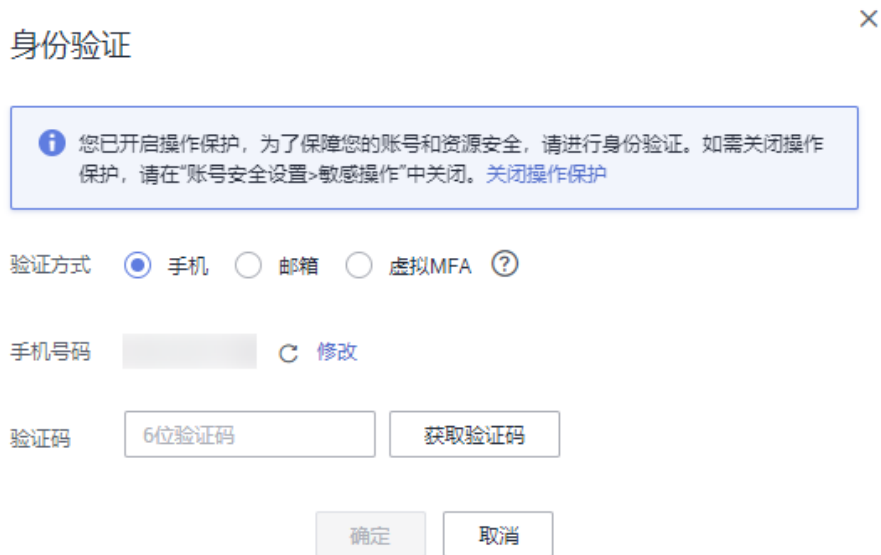 身份验证
您已开启操作保护，为了保障您的账号和资源安全，请进行身份验证。如需关闭操作
保护，请在“账号安全设置>敏感操作”中关闭。关闭操作保护
验证方式 手机 邮箱 虚拟MFA
手机号码 修改
验证码 6位验证码 获取验证码
确定 取消